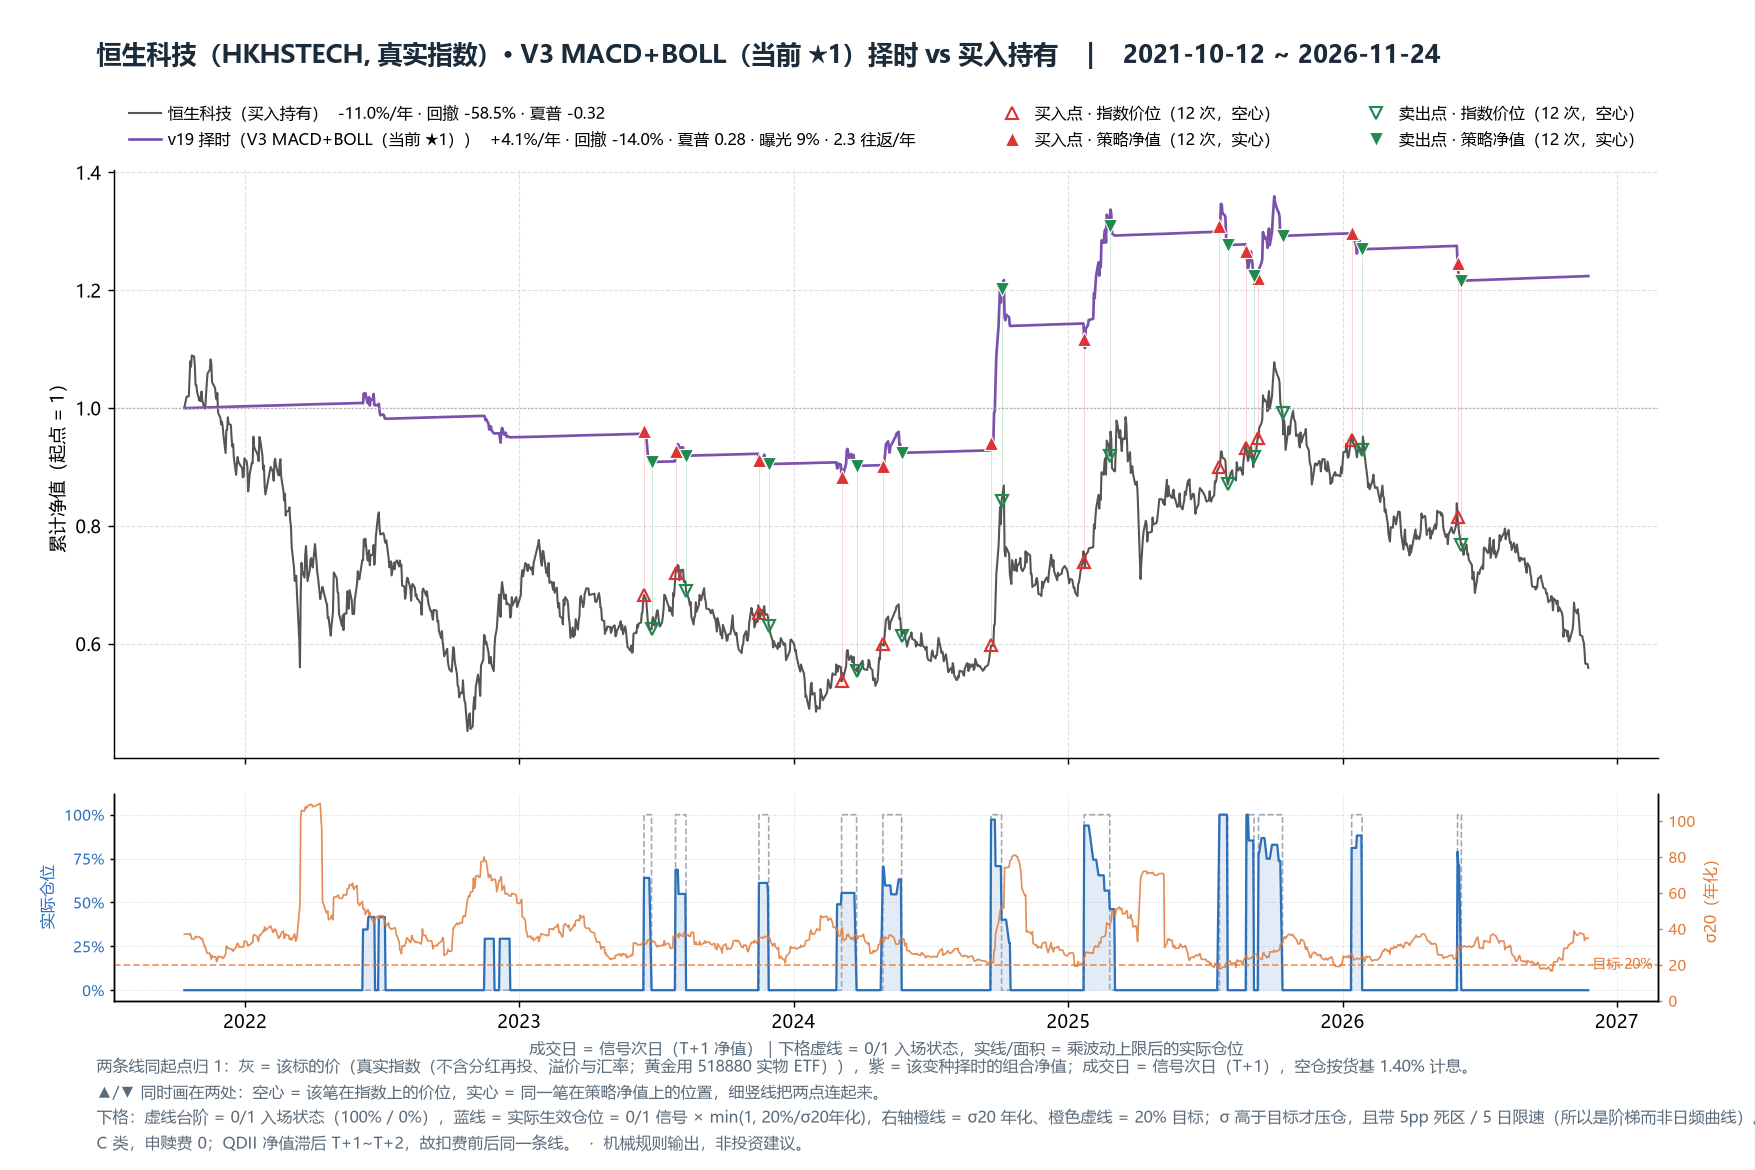 恒生科技（HKHSTECH, 真实指数）• V3 MACD+BOLL（当前 ★1）择时 vs 买入持有 | 2021-10-12 ~ 2026-11-24
恒生科技（买入持有） -11.0%/年 · 回撤 -58.5% · 夏普 -0.32
v19 择时（V3 MACD+BOLL（当前 ★1）） +4.1%/年 · 回撤 -14.0% · 夏普 0.28 · 曝光 9% · 2.3 往返/年
买入点 · 指数价位（12 次，空心）
买入点 · 策略净值（12 次，实心）
卖出点 · 指数价位（12 次，空心）
卖出点 · 策略净值（12 次，实心）
累计净值（起点 = 1）
1.4
1.2
1.0
0.8
0.6
实际仓位
100%
75%
50%
25%
0%
σ20（年化）
100
80
60
40
20
0
目标 20%
2022 2023 2024 2025 2026 2027
成交日 = 信号次日（T+1 净值） | 下格虚线 = 0/1 入场状态，实线/面积 = 乘波动上限后的实际仓位
两条线同起点归 1：灰 = 该标的价（真实指数（不含分红再投、溢价与汇率；黄金用 518880 实物 ETF）），紫 = 该变种择时的组合净值；成交日 = 信号次日（T+1），空仓按货基 1.40% 计息。
▲/▼ 同时画在两处：空心 = 该笔在指数上的价位，实心 = 同一笔在策略净值上的位置，细竖线把两点连起来。
下格：虚线台阶 = 0/1 入场状态（100% / 0%），蓝线 = 实际生效仓位 = 0/1 信号 × min(1, 20%/σ20年化)，右轴橙线 = σ20 年化、橙色虚线 = 20% 目标；σ 高于目标才压仓，且带 5pp 死区 / 5 日限速（所以是阶梯而非日频曲线）。
C 类，申赎费 0；QDII 净值滞后 T+1~T+2，故扣费前后同一条线。 · 机械规则输出，非投资建议。